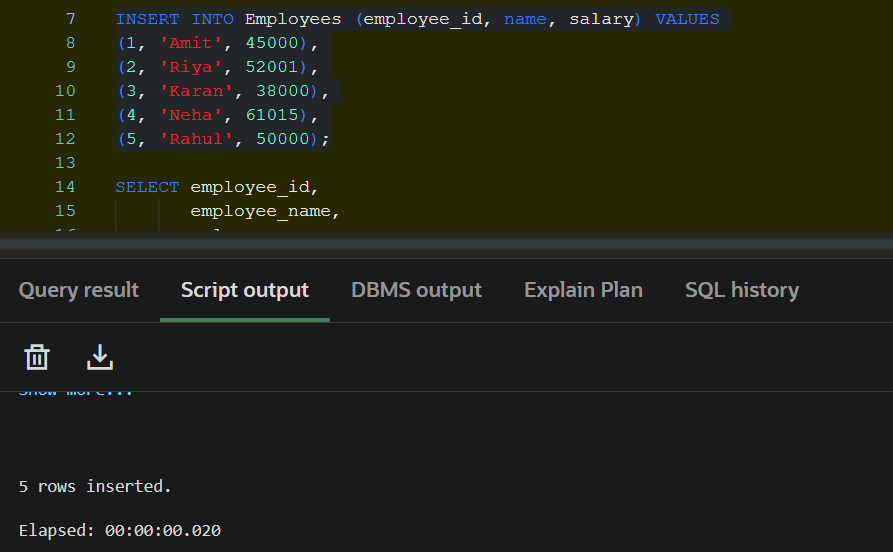 7 INSERT INTO Employees (employee_id, name, salary) VALUES
8 (1, 'Amit', 45000),
9 (2, 'Riya', 52001),
10 (3, 'Karan', 38000),
11 (4, 'Neha', 61015),
12 (5, 'Rahul', 50000);
13
14 SELECT employee_id,
15 employee_name,
Query result Script output DBMS output Explain Plan SQL history
Show more...
5 rows inserted.
Elapsed: 00:00:00.020